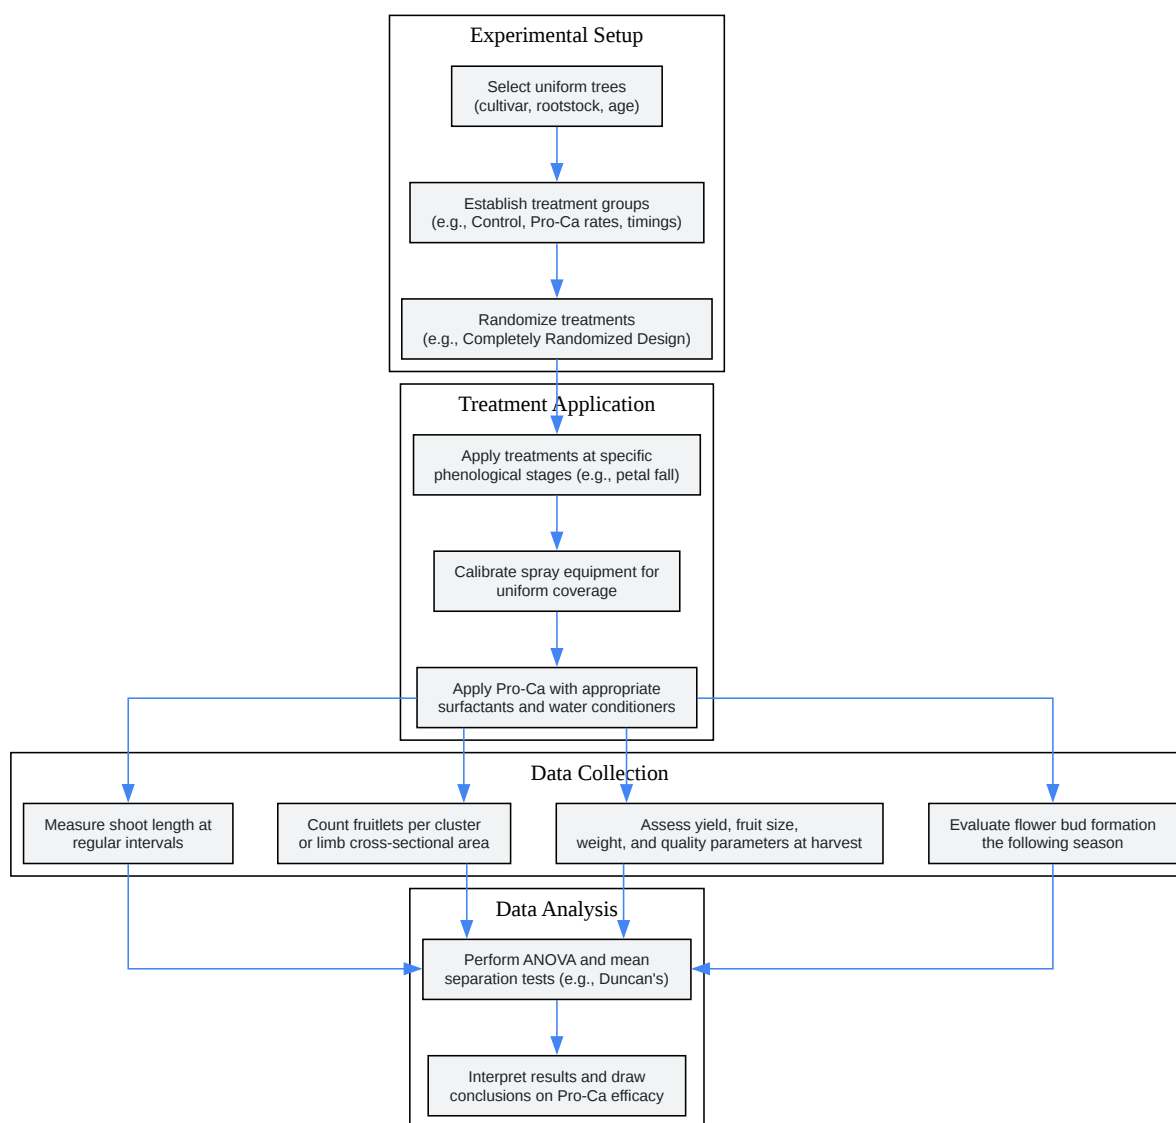 Experimental Setup
Select uniform trees
(cultivar, rootstock, age)
Establish treatment groups
(e.g., Control, Pro-Ca rates, timings)
Randomize treatments
(e.g., Completely Randomized Design)
Treatment Application
Apply treatments at specific
phenological stages (e.g., petal fall)
Calibrate spray equipment for
uniform coverage
Apply Pro-Ca with appropriate
surfactants and water conditioners
Data Collection
Measure shoot length at
regular intervals
Count fruitlets per cluster
or limb cross-sectional area
Assess yield, fruit size,
weight, and quality parameters at harvest
Evaluate flower bud formation
the following season
Data Analysis
Perform ANOVA and mean
separation tests (e.g., Duncan's)
Interpret results and draw
conclusions on Pro-Ca efficacy